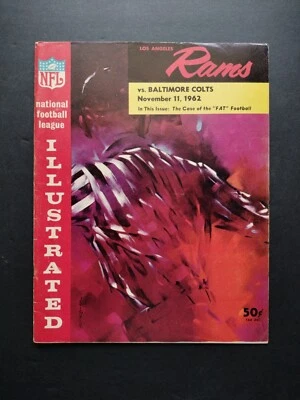 NFL
national
football
league
ILLUSTRATED
LOS ANGELES
Rams
vs. BALTIMORE COLTS
November 11, 1962
In This Issue: The Case of the "FAT" Football
50¢